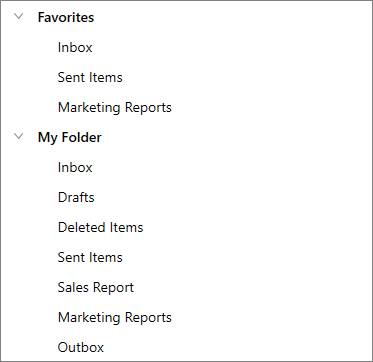 Favorites
Inbox
Sent Items
Marketing Reports
My Folder
Inbox
Drafts
Deleted Items
Sent Items
Sales Report
Marketing Reports
Outbox